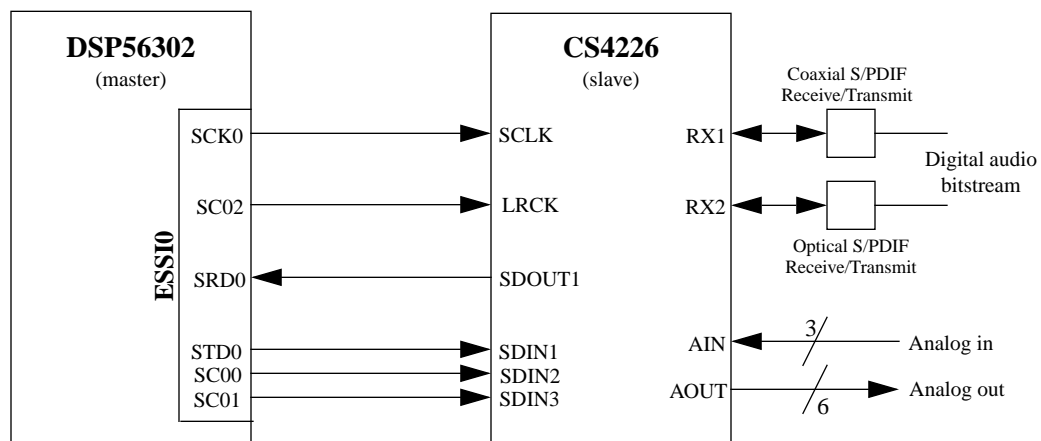 DSP56302
(master)
ESSI0
SCK0
SC02
SRD0
STD0
SC00
SC01
CS4226
(slave)
SCLK
LRCK
SDOUT1
SDIN1
SDIN2
SDIN3
RX1
RX2
AIN
AOUT
Coaxial S/PDIF
Receive/Transmit
Digital audio
bitstream
Optical S/PDIF
Receive/Transmit
3
Analog in
6
Analog out